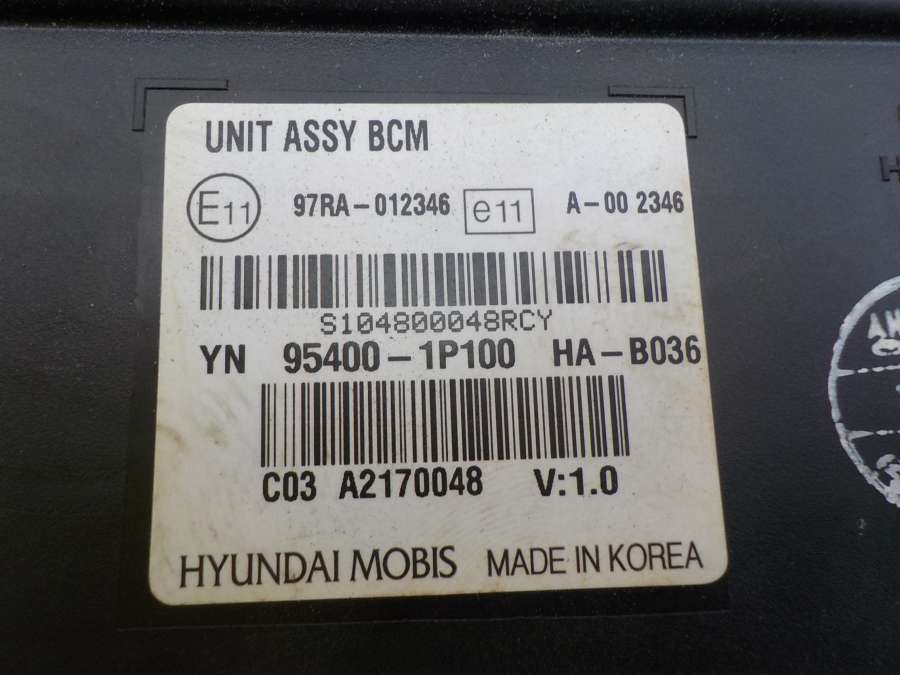 UNIT ASSY BCM
E11 97RA-012346 e11 A-00 2346
S104800048RCY
YN 95400-1P100 HA-B036
C03 A2170048 V:1.0
HYUNDAI MOBIS MADE IN KOREA